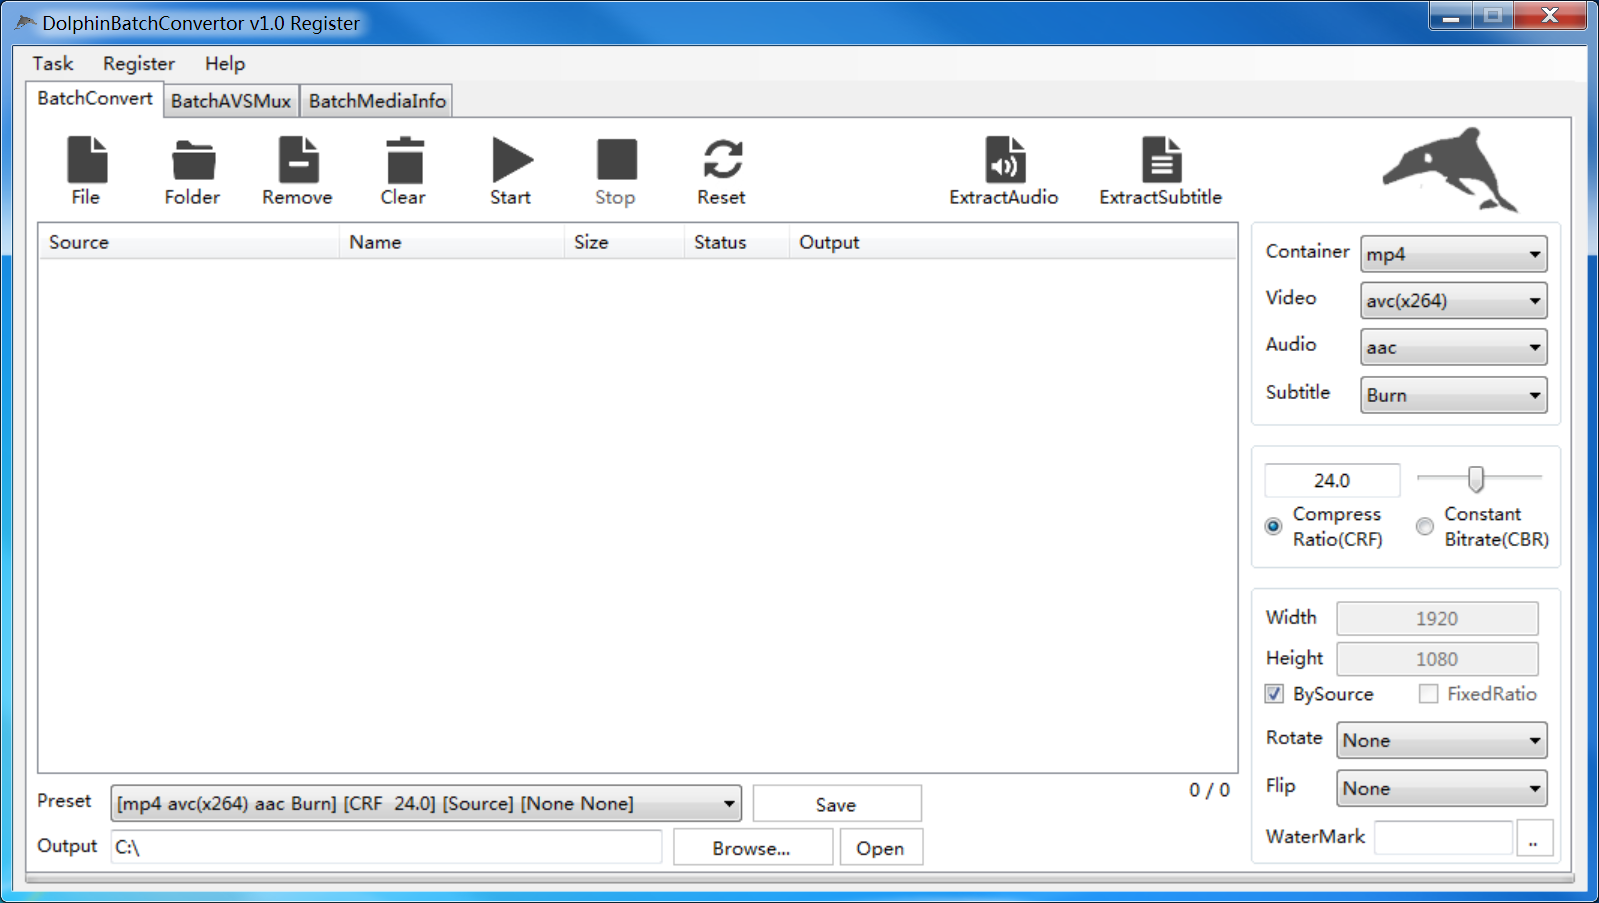 DolphinBatchConvertor v1.0 Register
Task Register Help
BatchConvert BatchAVSMux BatchMediaInfo
File Folder Remove Clear Start Stop Reset ExtractAudio ExtractSubtitle
Source Name Size Status Output
Container mp4
Video avc(x264)
Audio aac
Subtitle Burn
24.0
Compress Ratio(CRF)
Constant Bitrate(CBR)
Width 1920
Height 1080
BySource FixedRatio
Rotate None
Flip None
WaterMark ..
0 / 0
Preset [mp4 avc(x264) aac Burn] [CRF  24.0] [Source] [None None] Save
Output C:\ Browse... Open